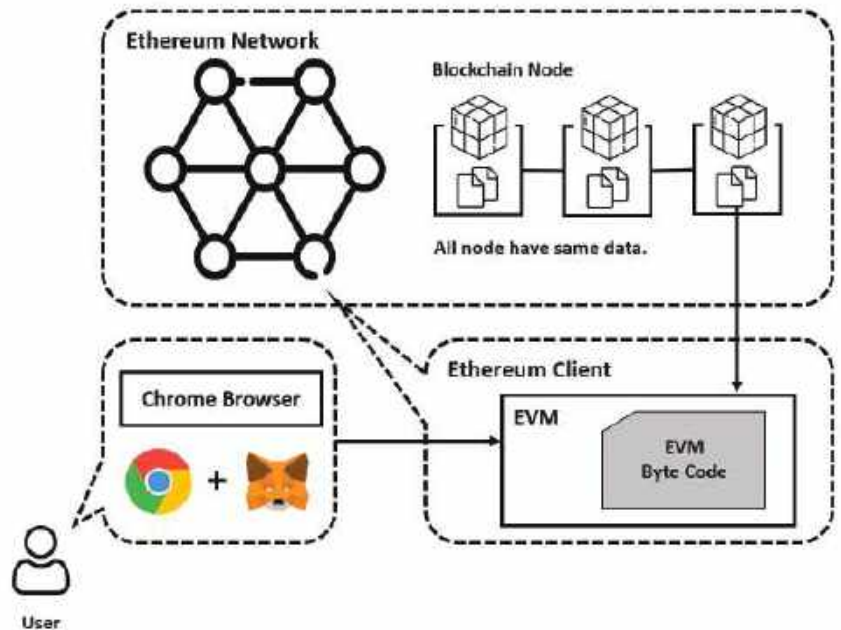 Ethereum Network
Blockchain Node
All node have same data.
Ethereum Client
Chrome Browser
EVM
EVM
Byte Code
+
User